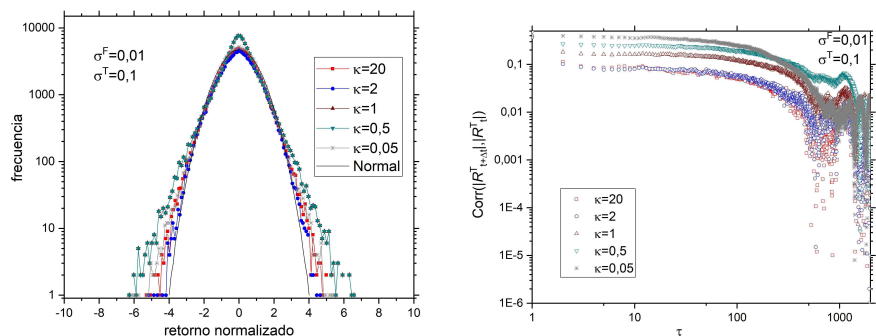 10000
1000
100
10
1
-10
-8
-6
-4
-2
0
2
4
6
8
10
frecuencia
retorno normalizado
σF=0,01
σT=0,1
κ=20
κ=2
κ=1
κ=0,5
κ=0,05
Normal
0,1
0,01
0,001
1E-4
1E-5
1E-6
1
10
100
1000
Corr(|RTt+Δt|,|RTt|)
τ
σF=0,01
σT=0,1
κ=20
κ=2
κ=1
κ=0,5
κ=0,05